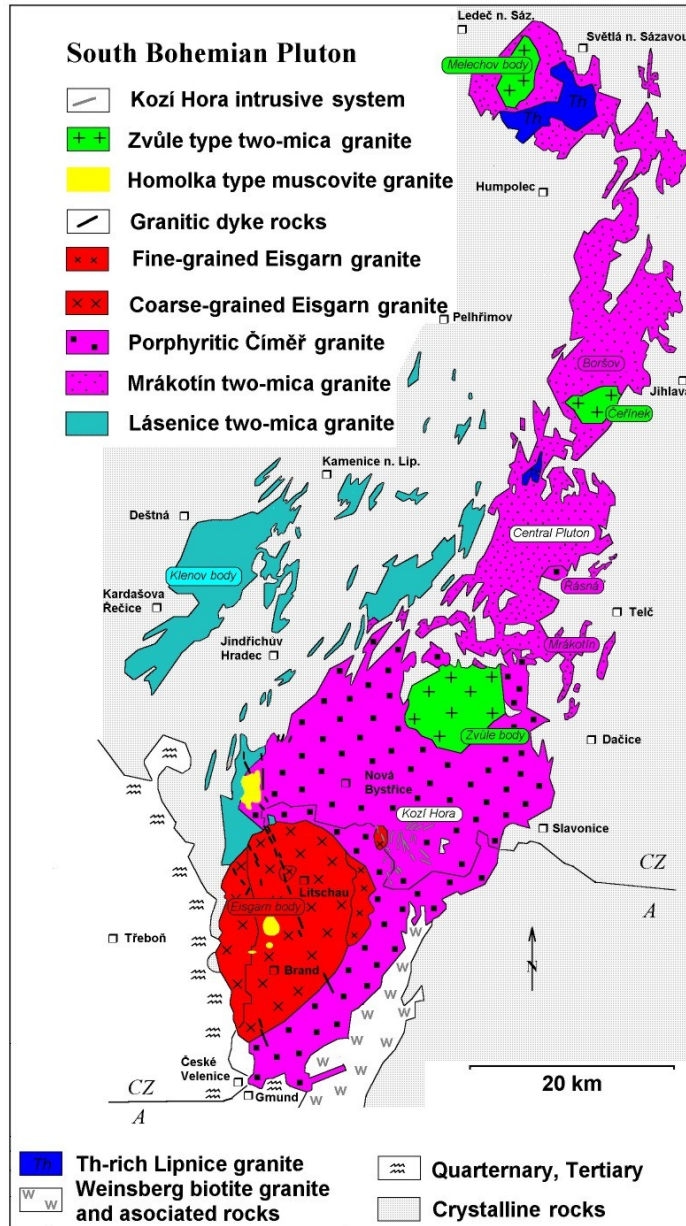 South Bohemian Pluton
Kozí Hora intrusive system
Zvůle type two-mica granite
Homolka type muscovite granite
Granitic dyke rocks
Fine-grained Eisgarn granite
Coarse-grained Eisgarn granite
Porphyritic Číměř granite
Mrákotín two-mica granite
Lásenice two-mica granite
Ledeč n. Sáz.
Světlá n. Sázavou
Melechov body
Th
Th
Humpolec
Pelhřimov
Boršov
Jihlava
Čeřínek
Kamenice n. Lip.
Deštná
Central Pluton
Klenov body
Řásná
Kardašova
Řečice
Telč
Jindřichův
Hradec
Mrákotín
Zvůle body
Dačice
Nová
Bystřice
Kozí Hora
Slavonice
CZ
A
Litschau
Eisgarn body
Třeboň
Brand
N
W
W
W
W
W
W
W
W
W
W
České
Velenice
Gmund
CZ
A
20 km
Th
Th-rich Lipnice granite
W W W
Weinsberg biotite granite
and asociated rocks
Quarternary, Tertiary
Crystalline rocks